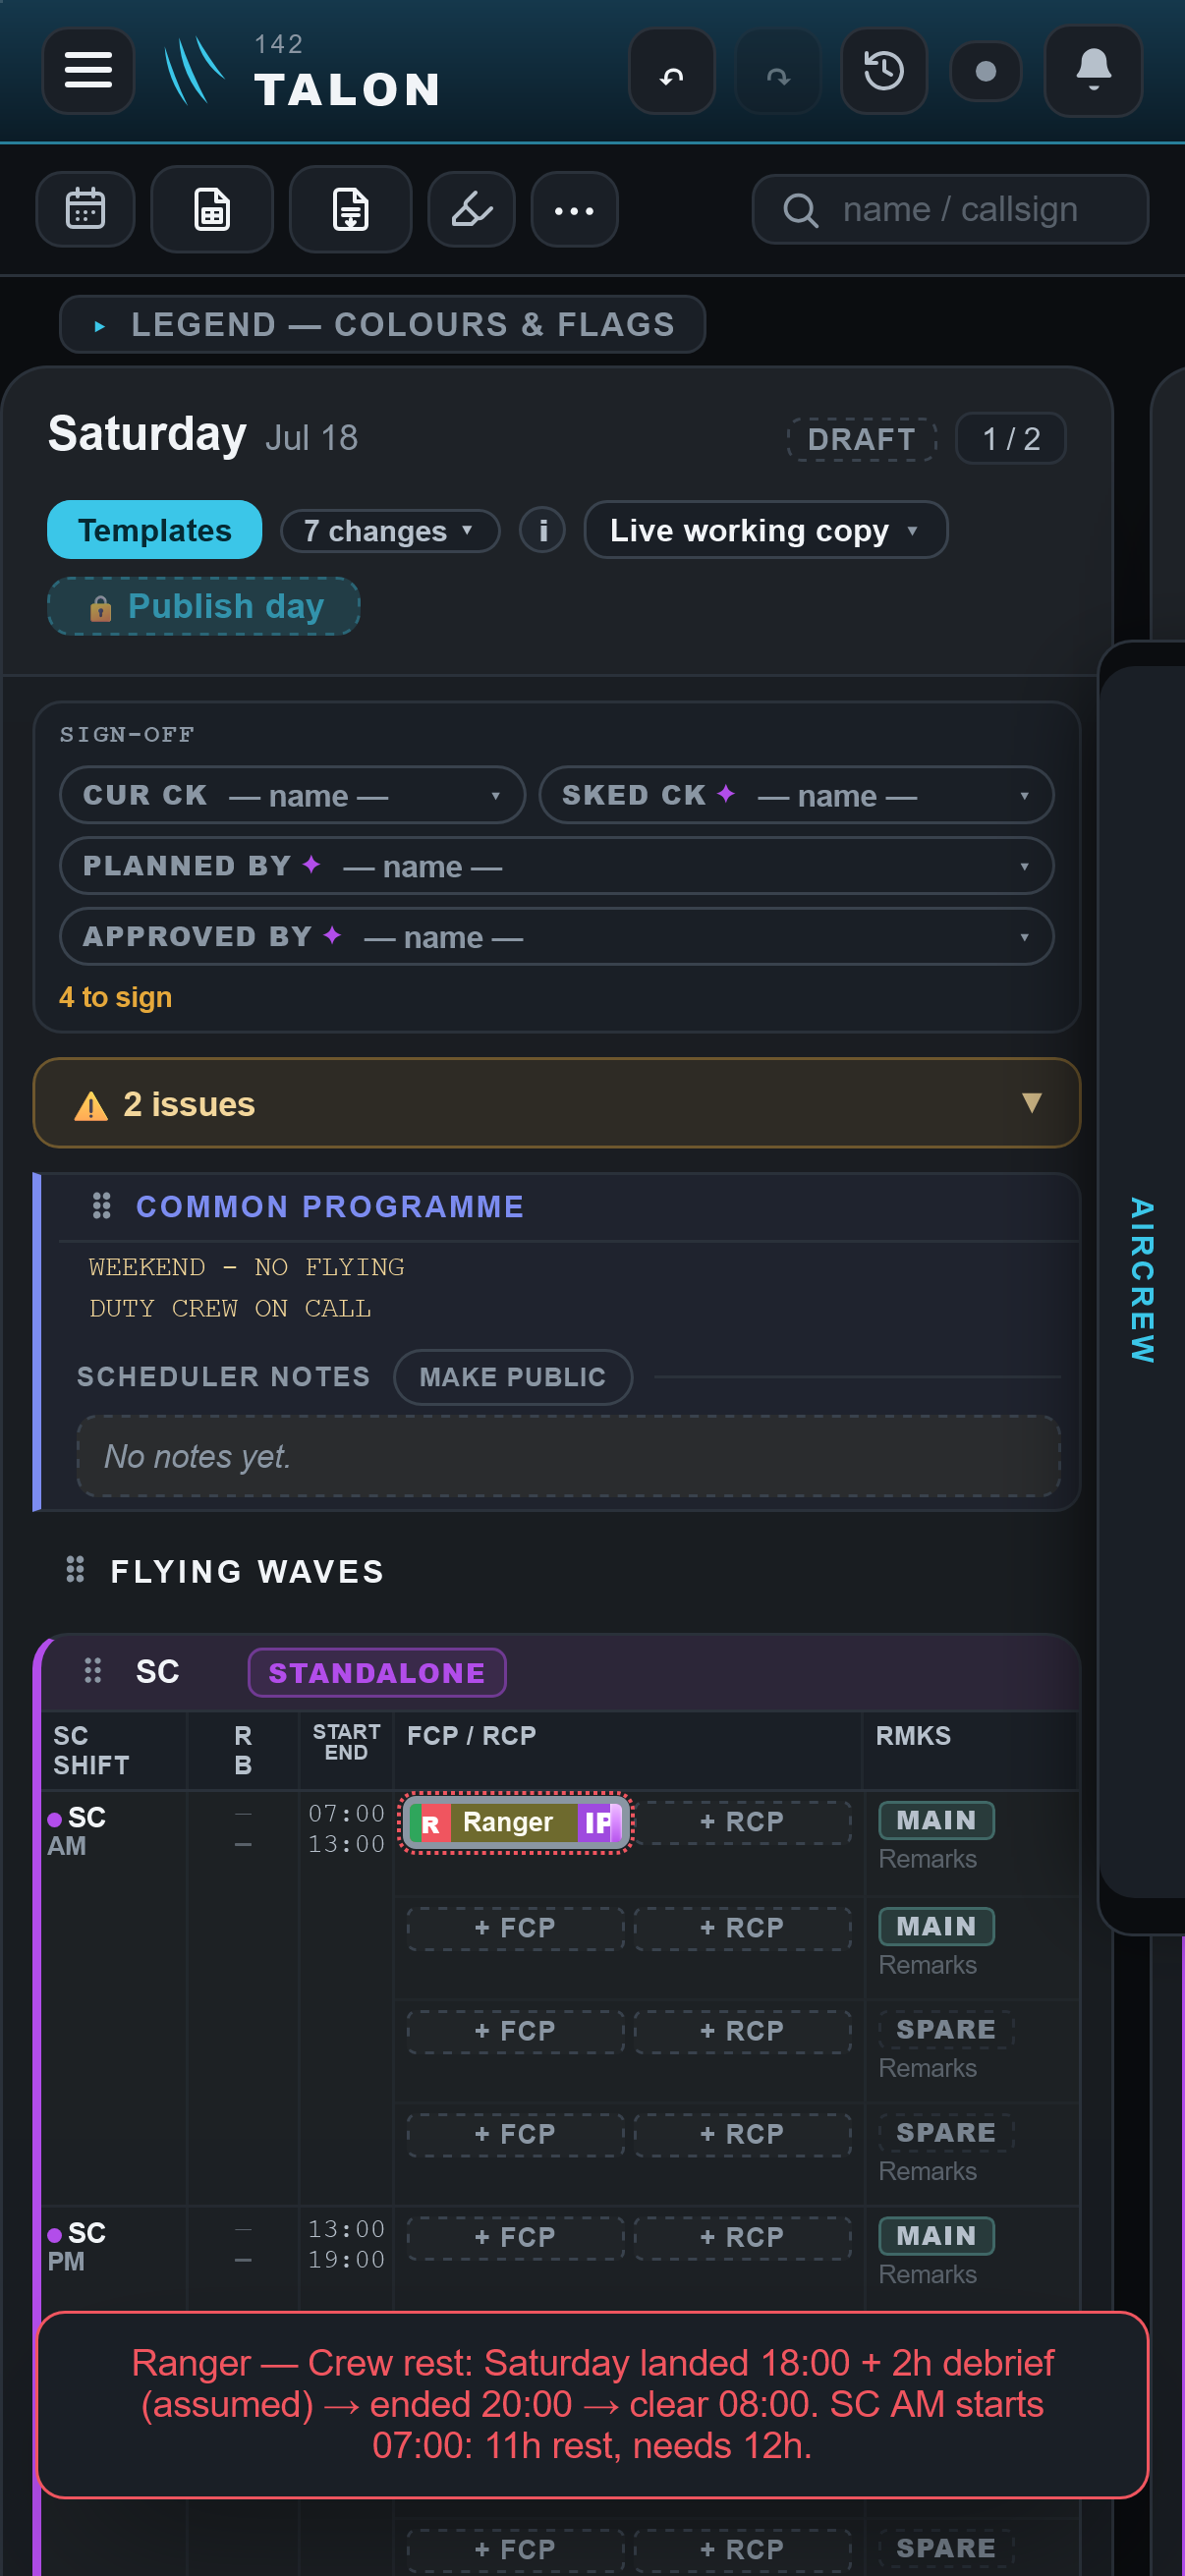 142
TALON
name / callsign
LEGEND — COLOURS & FLAGS
Saturday Jul 18
DRAFT
1 / 2
Templates
7 changes
i
Live working copy
Publish day
SIGN-OFF
CUR CK — name —
SKED CK — name —
PLANNED BY — name —
APPROVED BY — name —
4 to sign
2 issues
COMMON PROGRAMME
WEEKEND – NO FLYING
DUTY CREW ON CALL
SCHEDULER NOTES
MAKE PUBLIC
No notes yet.
AIRCREW
FLYING WAVES
SC
STANDALONE
SC
SHIFT
R
B
START
END
FCP / RCP
RMKS
SC
AM
—
—
07:00
13:00
R Ranger IP
+ RCP
MAIN
Remarks
+ FCP
+ RCP
MAIN
Remarks
+ FCP
+ RCP
SPARE
Remarks
+ FCP
+ RCP
SPARE
Remarks
SC
PM
—
—
13:00
19:00
+ FCP
+ RCP
MAIN
Remarks
Ranger — Crew rest: Saturday landed 18:00 + 2h debrief
(assumed) → ended 20:00 → clear 08:00. SC AM starts
07:00: 11h rest, needs 12h.
+ FCP
+ RCP
SPARE